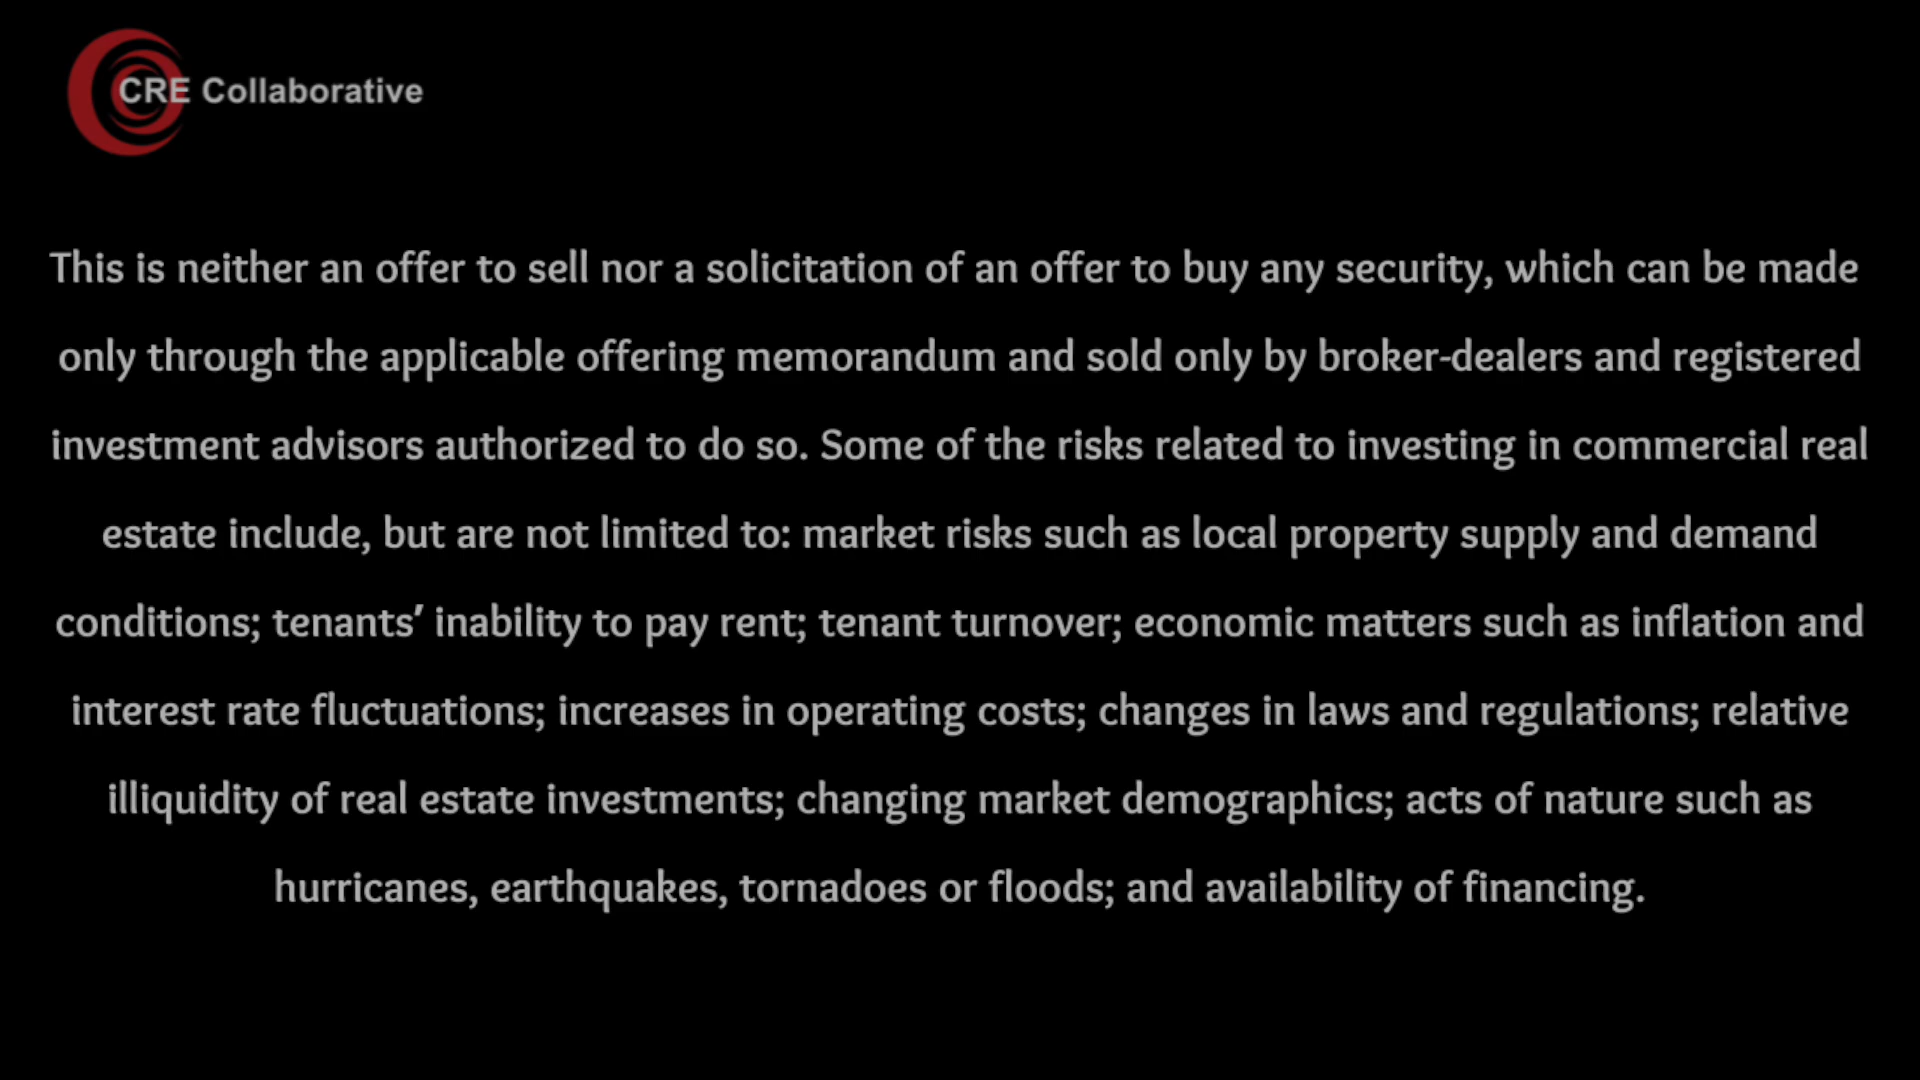 CRE Collaborative
This is neither an offer to sell nor a solicitation of an offer to buy any security, which can be made
only through the applicable offering memorandum and sold only by broker-dealers and registered
investment advisors authorized to do so. Some of the risks related to investing in commercial real
estate include, but are not limited to: market risks such as local property supply and demand
conditions; tenants’ inability to pay rent; tenant turnover; economic matters such as inflation and
interest rate fluctuations; increases in operating costs; changes in laws and regulations; relative
illiquidity of real estate investments; changing market demographics; acts of nature such as
hurricanes, earthquakes, tornadoes or floods; and availability of financing.